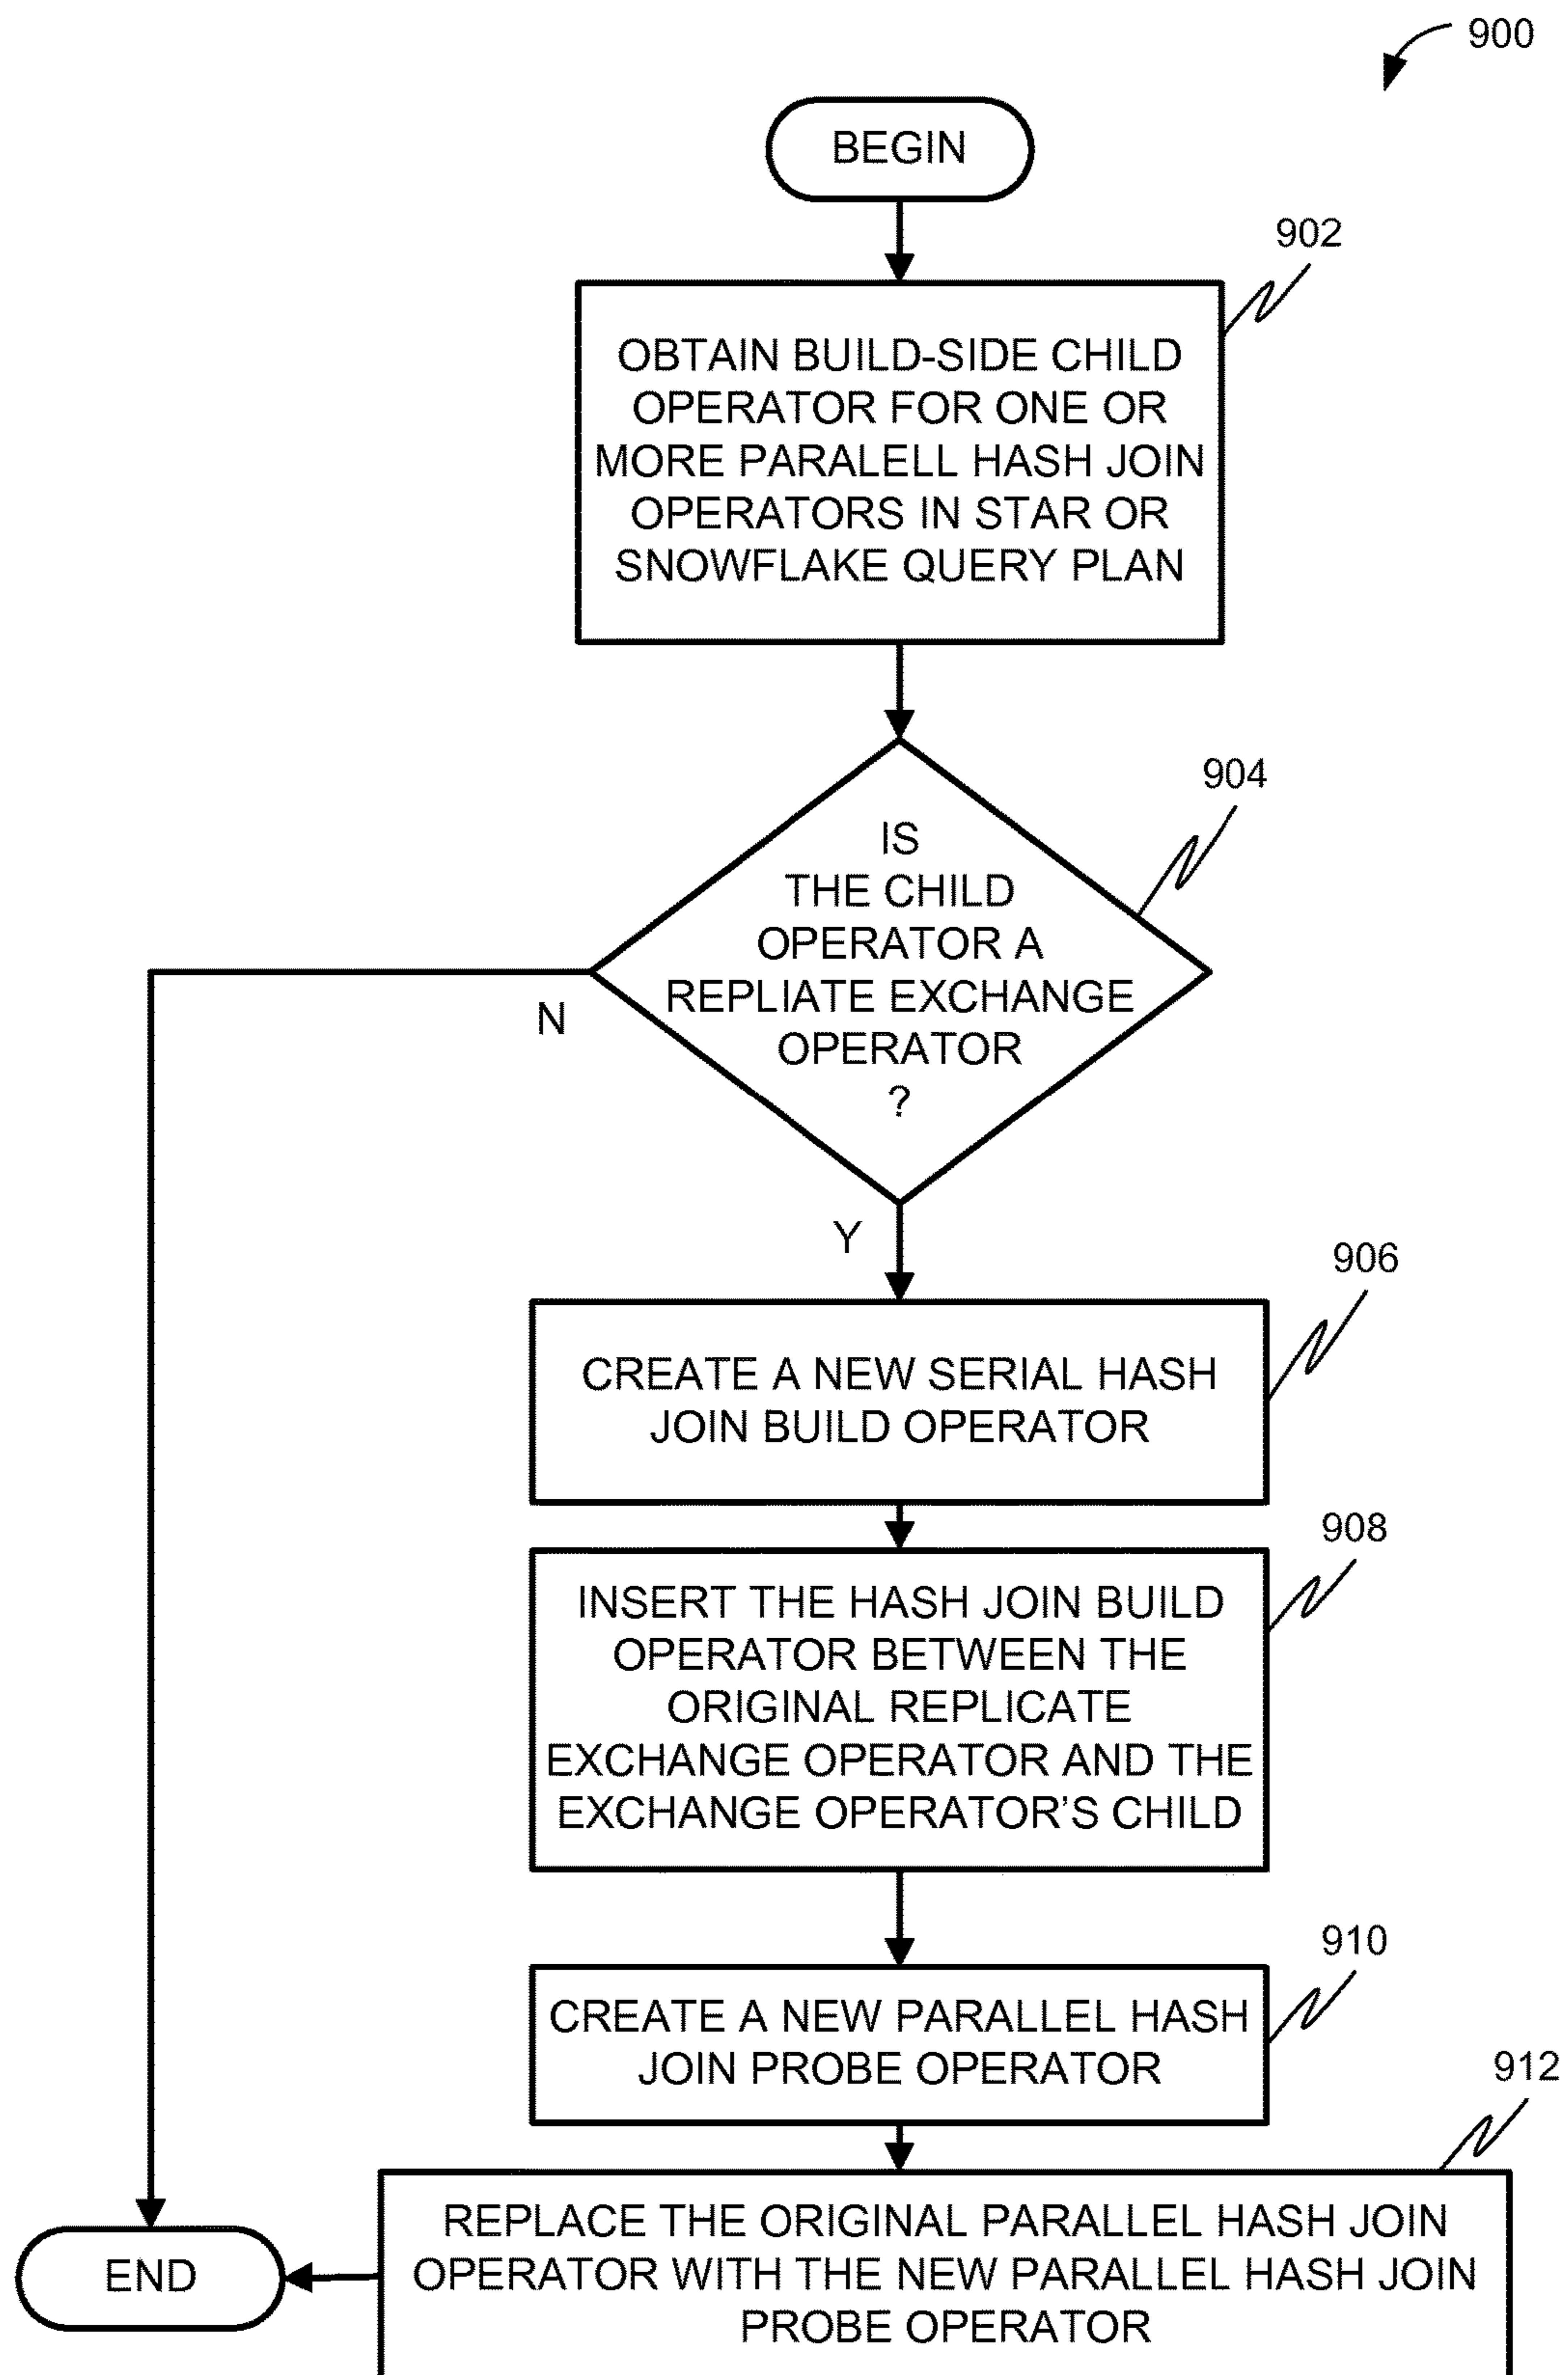 900
BEGIN
902
OBTAIN BUILD-SIDE CHILD
OPERATOR FOR ONE OR
MORE PARALELL HASH JOIN
OPERATORS IN STAR OR
SNOWFLAKE QUERY PLAN
904
IS
THE CHILD
OPERATOR A
REPLIATE EXCHANGE
OPERATOR
?
N
Y
906
CREATE A NEW SERIAL HASH
JOIN BUILD OPERATOR
908
INSERT THE HASH JOIN BUILD
OPERATOR BETWEEN THE
ORIGINAL REPLICATE
EXCHANGE OPERATOR AND THE
EXCHANGE OPERATOR'S CHILD
910
CREATE A NEW PARALLEL HASH
JOIN PROBE OPERATOR
912
REPLACE THE ORIGINAL PARALLEL HASH JOIN
OPERATOR WITH THE NEW PARALLEL HASH JOIN
PROBE OPERATOR
END